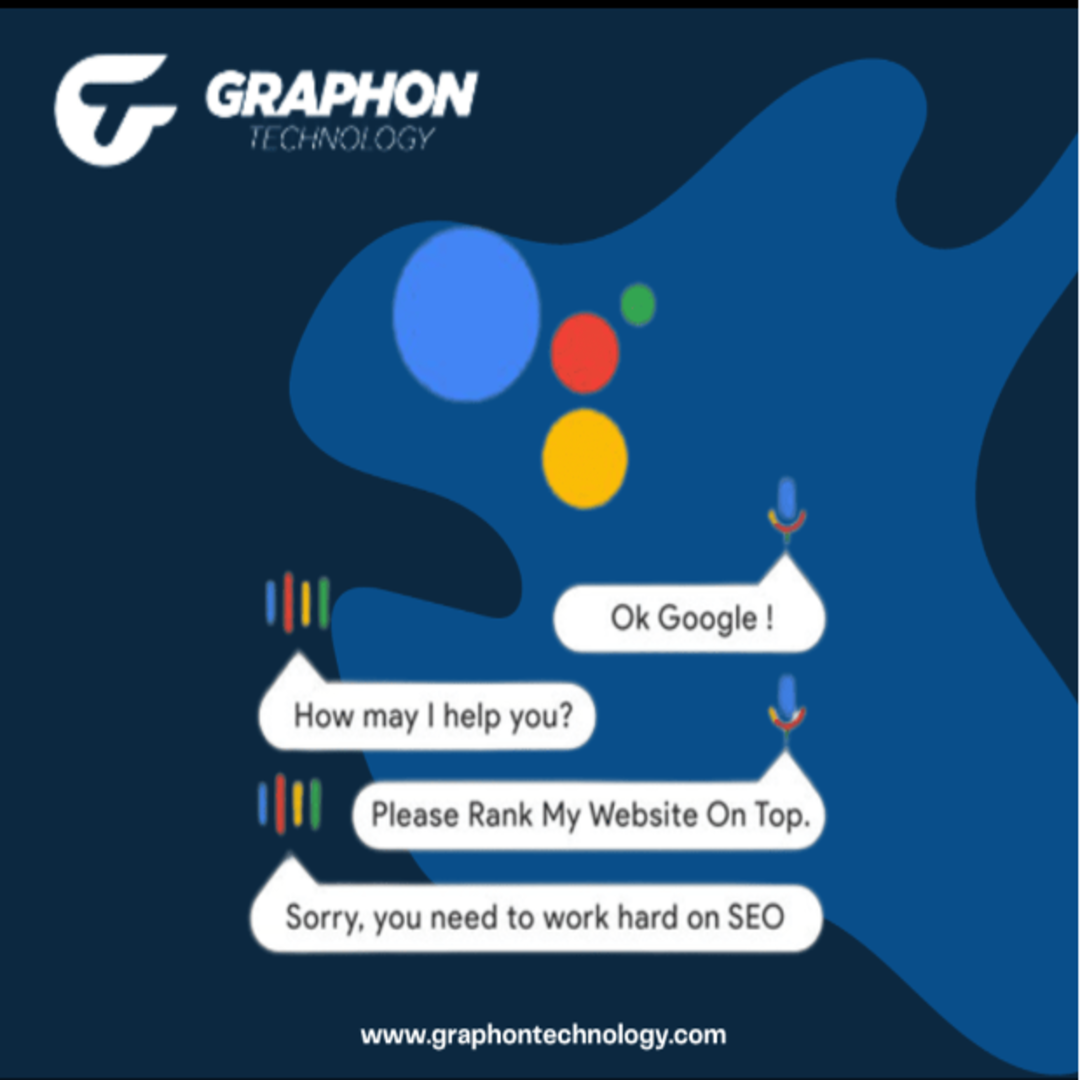 GRAPHON
TECHNOLOGY
Ok Google !
How may I help you?
Please Rank My Website On Top.
Sorry, you need to work hard on SEO
www.graphontechnology.com